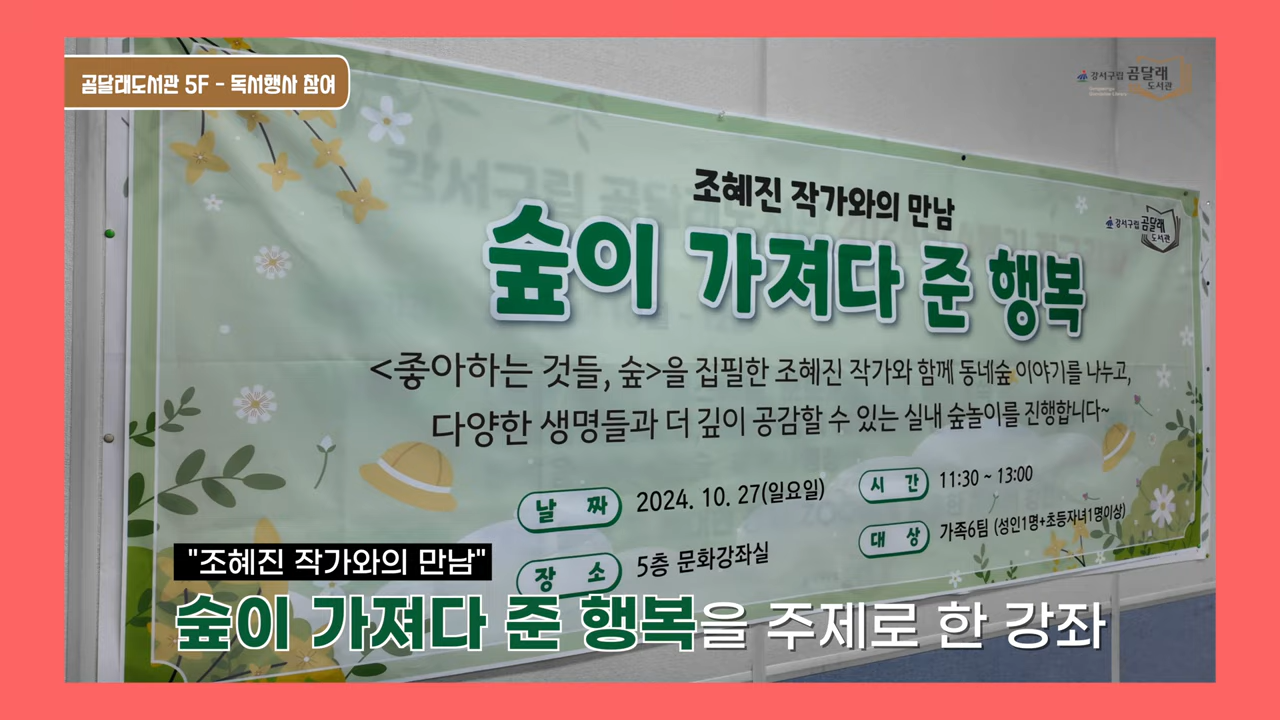 곰달래도서관 5F - 독서행사 참여
강서구립 곰달래
도서관
조혜진 작가와의 만남
강서구립 곰달래
도서관
숲이 가져다 준 행복
<좋아하는 것들, 숲>을 집필한 조혜진 작가와 함께 동네숲 이야기를 나누고,
다양한 생명들과 더 깊이 공감할 수 있는 실내 숲놀이를 진행합니다~
날 짜 2024. 10. 27(일요일)
시 간 11:30 ~ 13:00
장 소 5층 문화강좌실
대 상 가족6팀 (성인1명+초등자녀1명이상)
"조혜진 작가와의 만남"
숲이 가져다 준 행복을 주제로 한 강좌